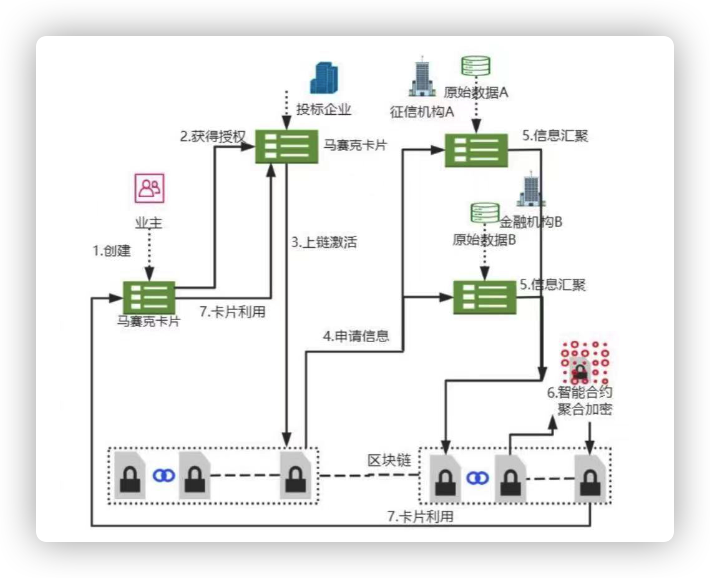 投标企业
征信机构A
原始数据A
2.获得授权
马赛克卡片
5.信息汇聚
业主
金融机构B
原始数据B
1.创建
3.上链激活
5.信息汇聚
7.卡片利用
马赛克卡片
4.申请信息
6.智能合约
聚合加密
区块链
7.卡片利用